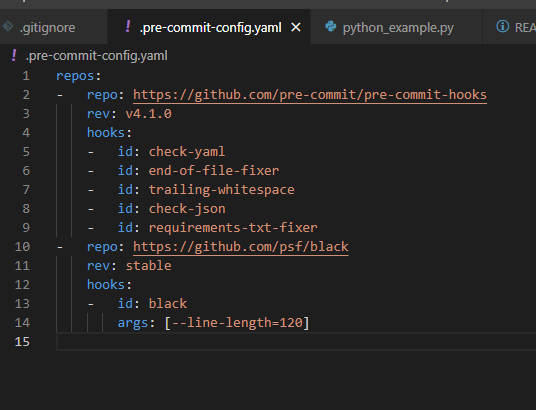 .gitignore
! .pre-commit-config.yaml ×
python_example.py
REA
! .pre-commit-config.yaml
1 repos:
2 -   repo: https://github.com/pre-commit/pre-commit-hooks
3     rev: v4.1.0
4     hooks:
5     -   id: check-yaml
6     -   id: end-of-file-fixer
7     -   id: trailing-whitespace
8     -   id: check-json
9     -   id: requirements-txt-fixer
10 -   repo: https://github.com/psf/black
11     rev: stable
12     hooks:
13     -   id: black
14         args: [--line-length=120]
15